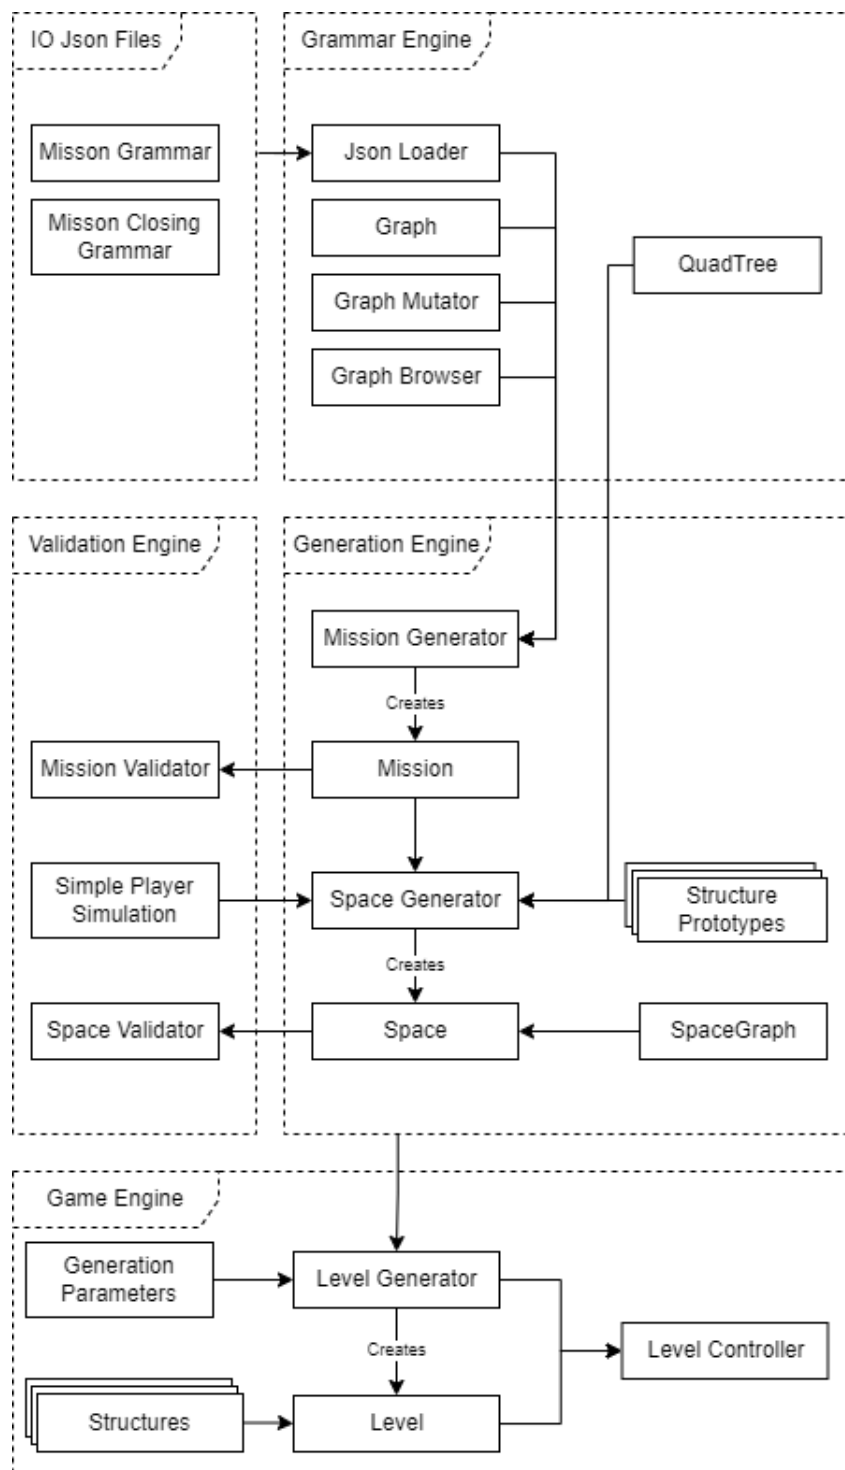 IO Json Files
Grammar Engine
Misson Grammar
Json Loader
Misson Closing
Grammar
Graph
QuadTree
Graph Mutator
Graph Browser
Validation Engine
Generation Engine
Mission Generator
Creates
Mission Validator
Mission
Simple Player
Simulation
Space Generator
Structure
Prototypes
Creates
Space Validator
Space
SpaceGraph
Game Engine
Generation
Parameters
Level Generator
Creates
Level Controller
Structures
Level